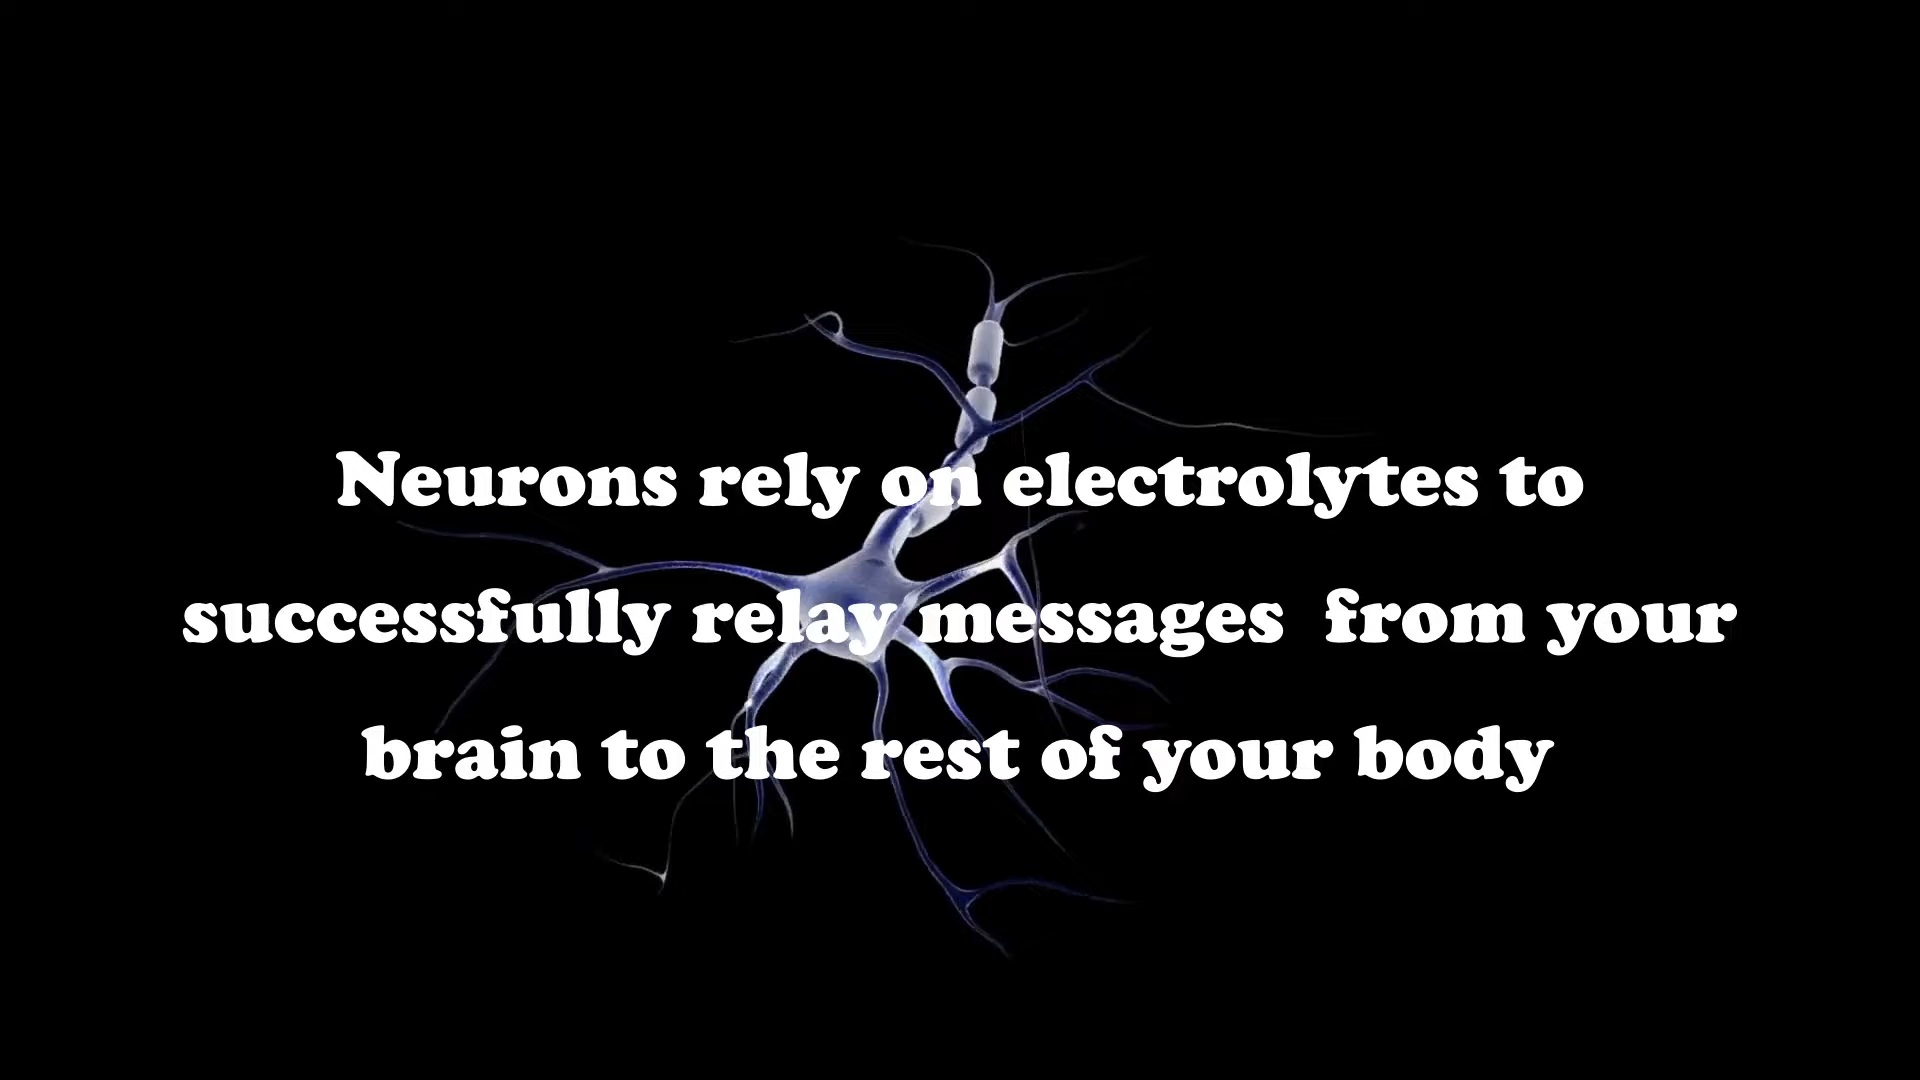 Neurons rely on electrolytes to
successfully relay messages  from your
brain to the rest of your body